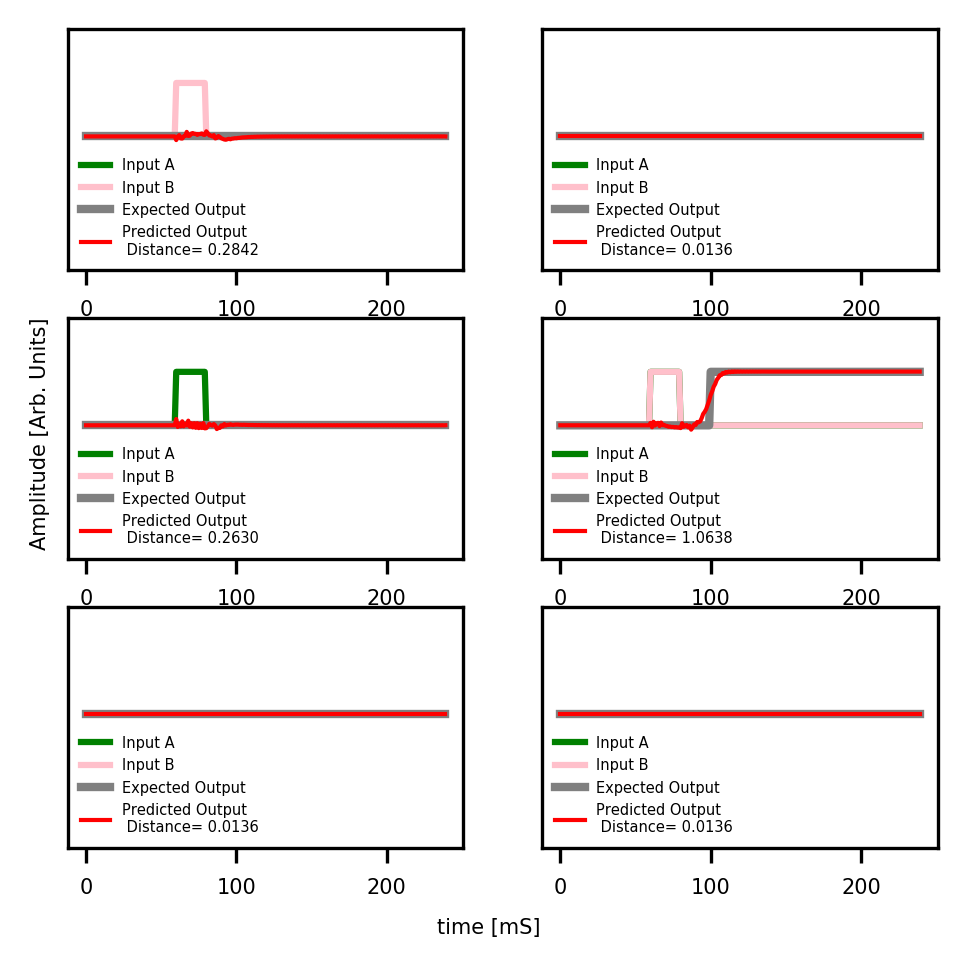 Input A
Input B
Expected Output
Predicted Output
Distance= 0.2842
0 100 200
Input A
Input B
Expected Output
Predicted Output
Distance= 0.0136
0 100 200
Amplitude [Arb. Units]
Input A
Input B
Expected Output
Predicted Output
Distance= 0.2630
0 100 200
Input A
Input B
Expected Output
Predicted Output
Distance= 1.0638
0 100 200
Input A
Input B
Expected Output
Predicted Output
Distance= 0.0136
0 100 200
Input A
Input B
Expected Output
Predicted Output
Distance= 0.0136
0 100 200
time [mS]